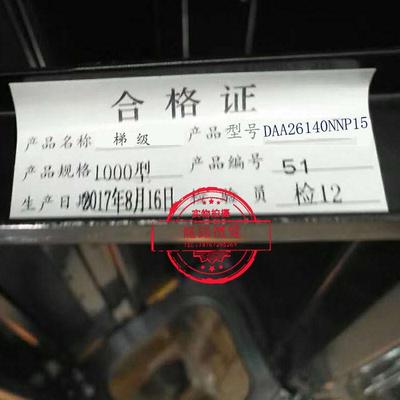 合格证
产品名称 梯级 产品型号 DAA26140NNP15
产品规格 1000型 产品编号 51
生产日期 2017年8月16日 检验员 检12
实物拍摄